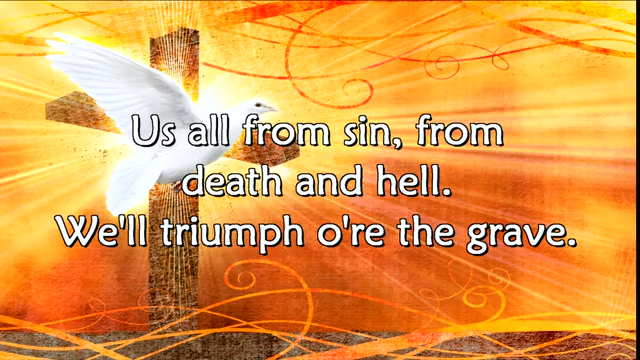 Us all from sin, from
death and hell.
We'll triumph o're the grave.